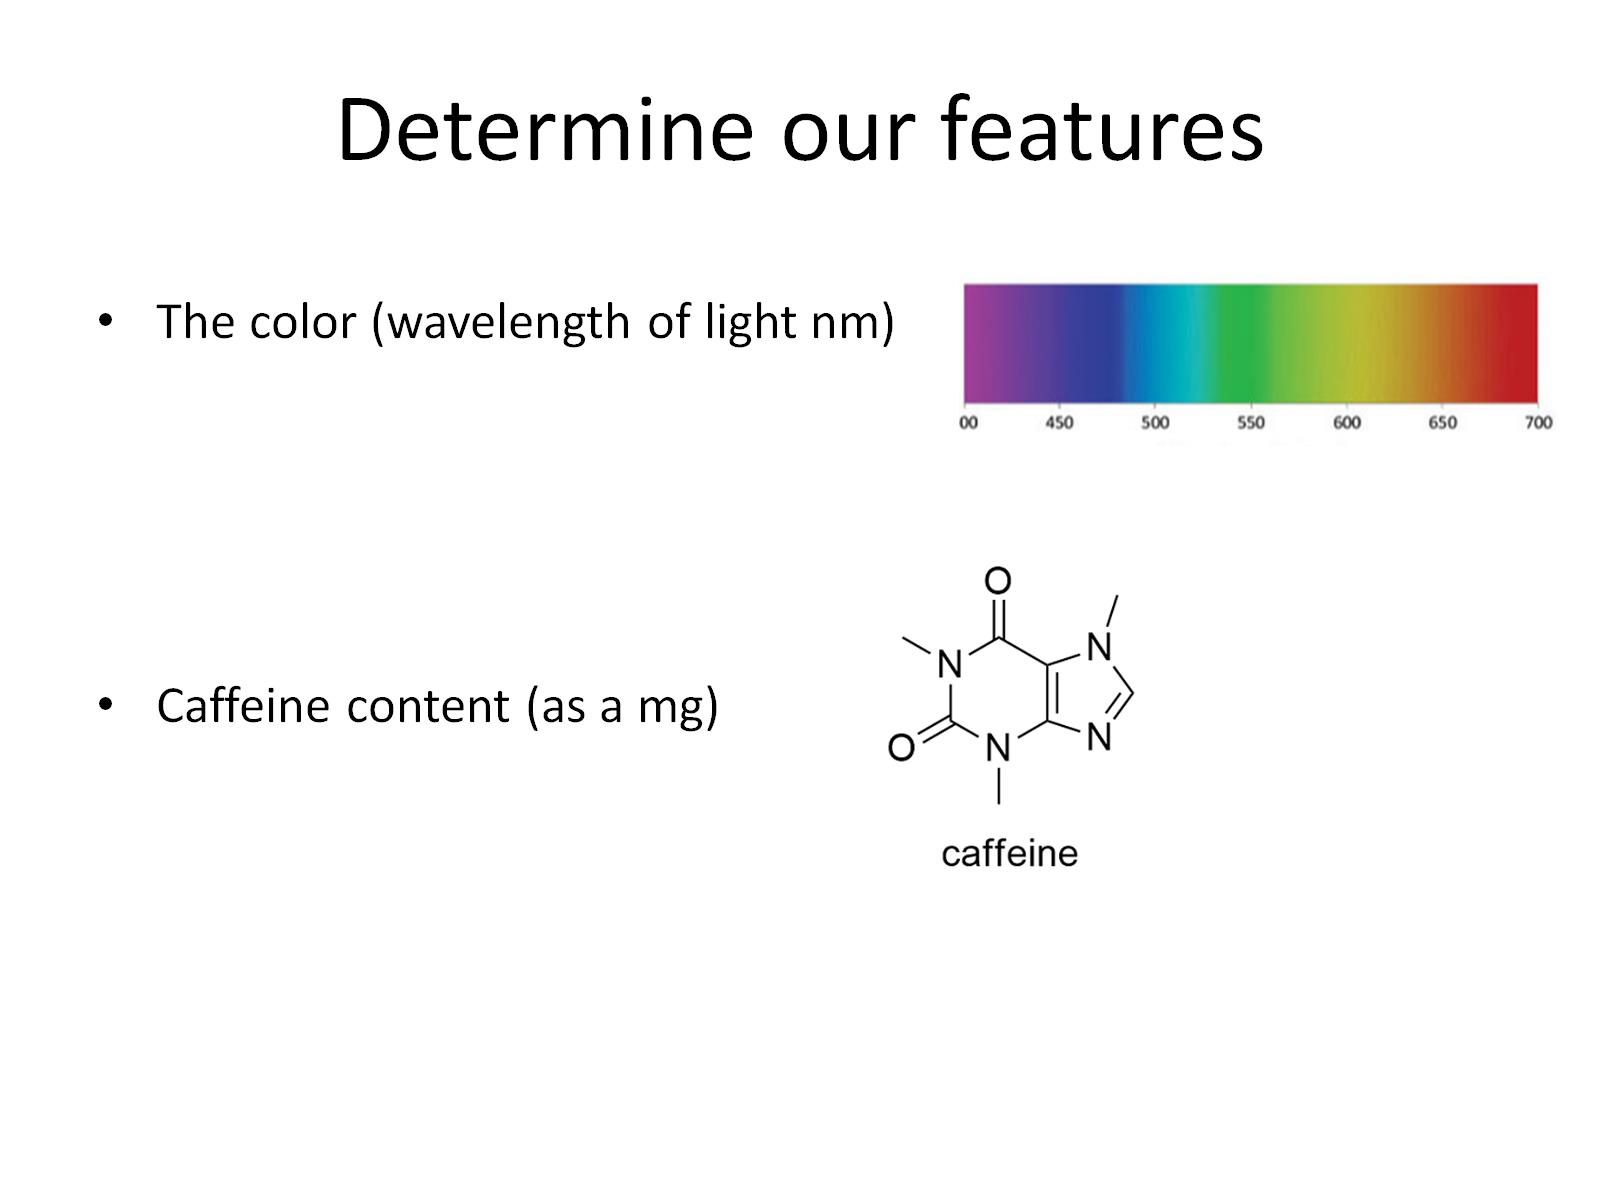 Determine our features
• The color (wavelength of light nm)
00 450 500 550 600 650 700
O
N
N
• Caffeine content (as a mg)
O
N
N
caffeine